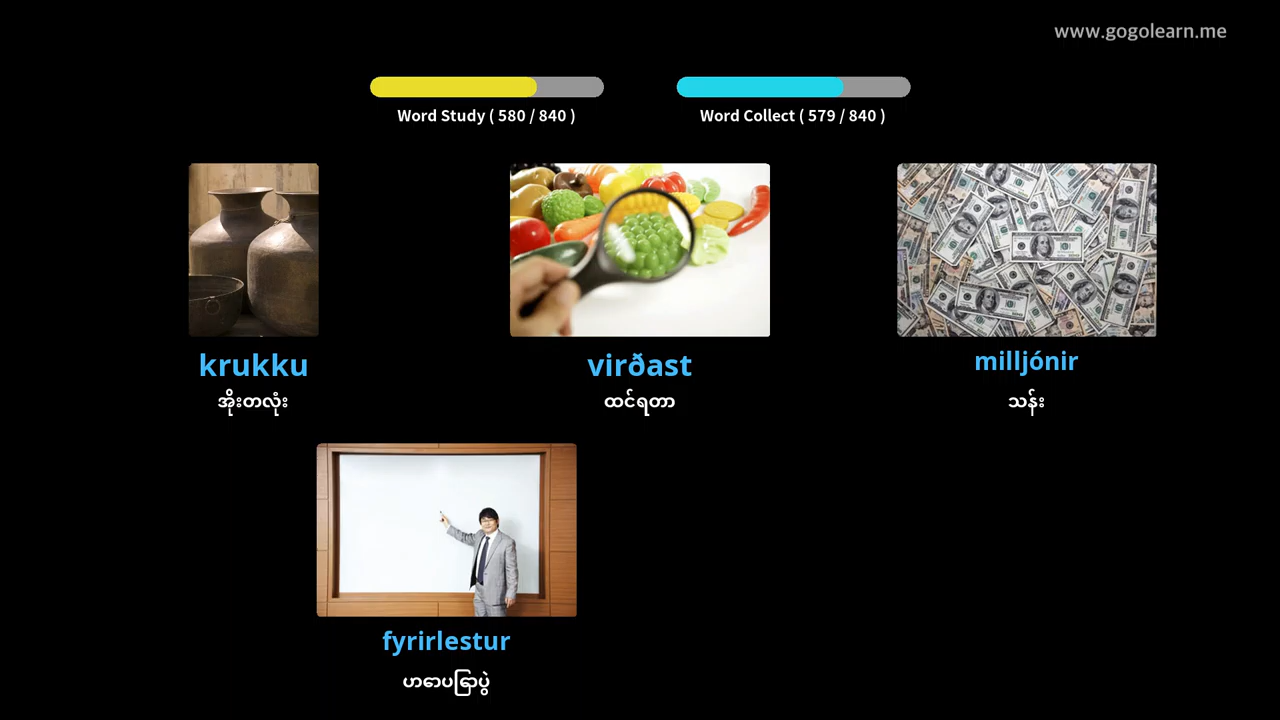 www.gogolearn.me
Word Study ( 580 / 840 )
Word Collect ( 579 / 840 )
krukku
အိုးတလုံး
virðast
ထင်ရတာ
milljónir
သန်း
fyrirlestur
ဟောပြောပွဲ